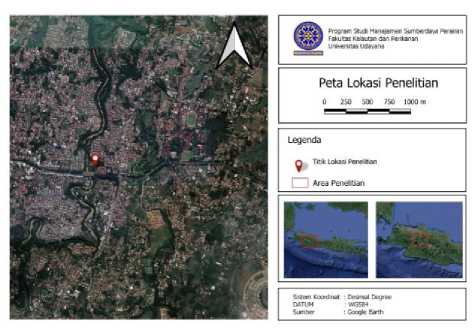 Program Studi Manajemen Sumberdaya Perairan
Fakultas Kelautan dan Perikanan
Universitas Udayana
Peta Lokasi Penelitian
0 250 500 750 1000 m
Legenda
Titik Lokasi Penelitian
Area Penelitian
Sistem Koordinat : Desimal Degree
DATUM : WGS84
Sumber : Google Earth